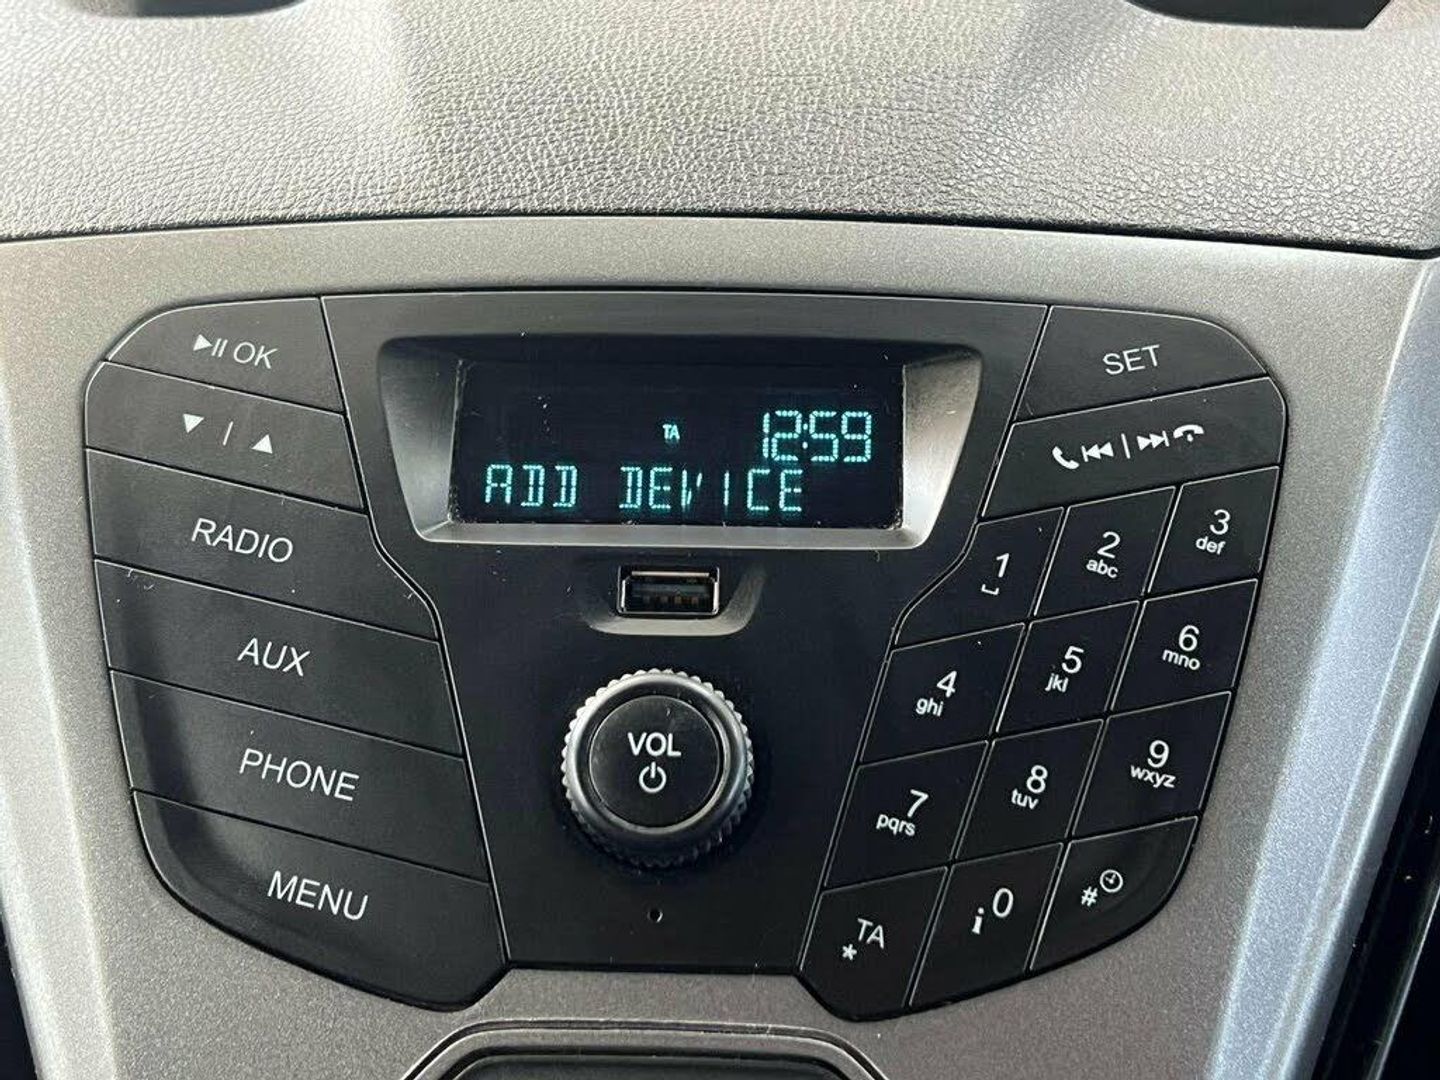 OK
SET
TA 12:59
ADD DEVICE
RADIO
AUX
PHONE
MENU
VOL
1
2
abc
3
def
4
ghi
5
jkl
6
mno
7
pqrs
8
tuv
9
wxyz
* TA
i 0
#